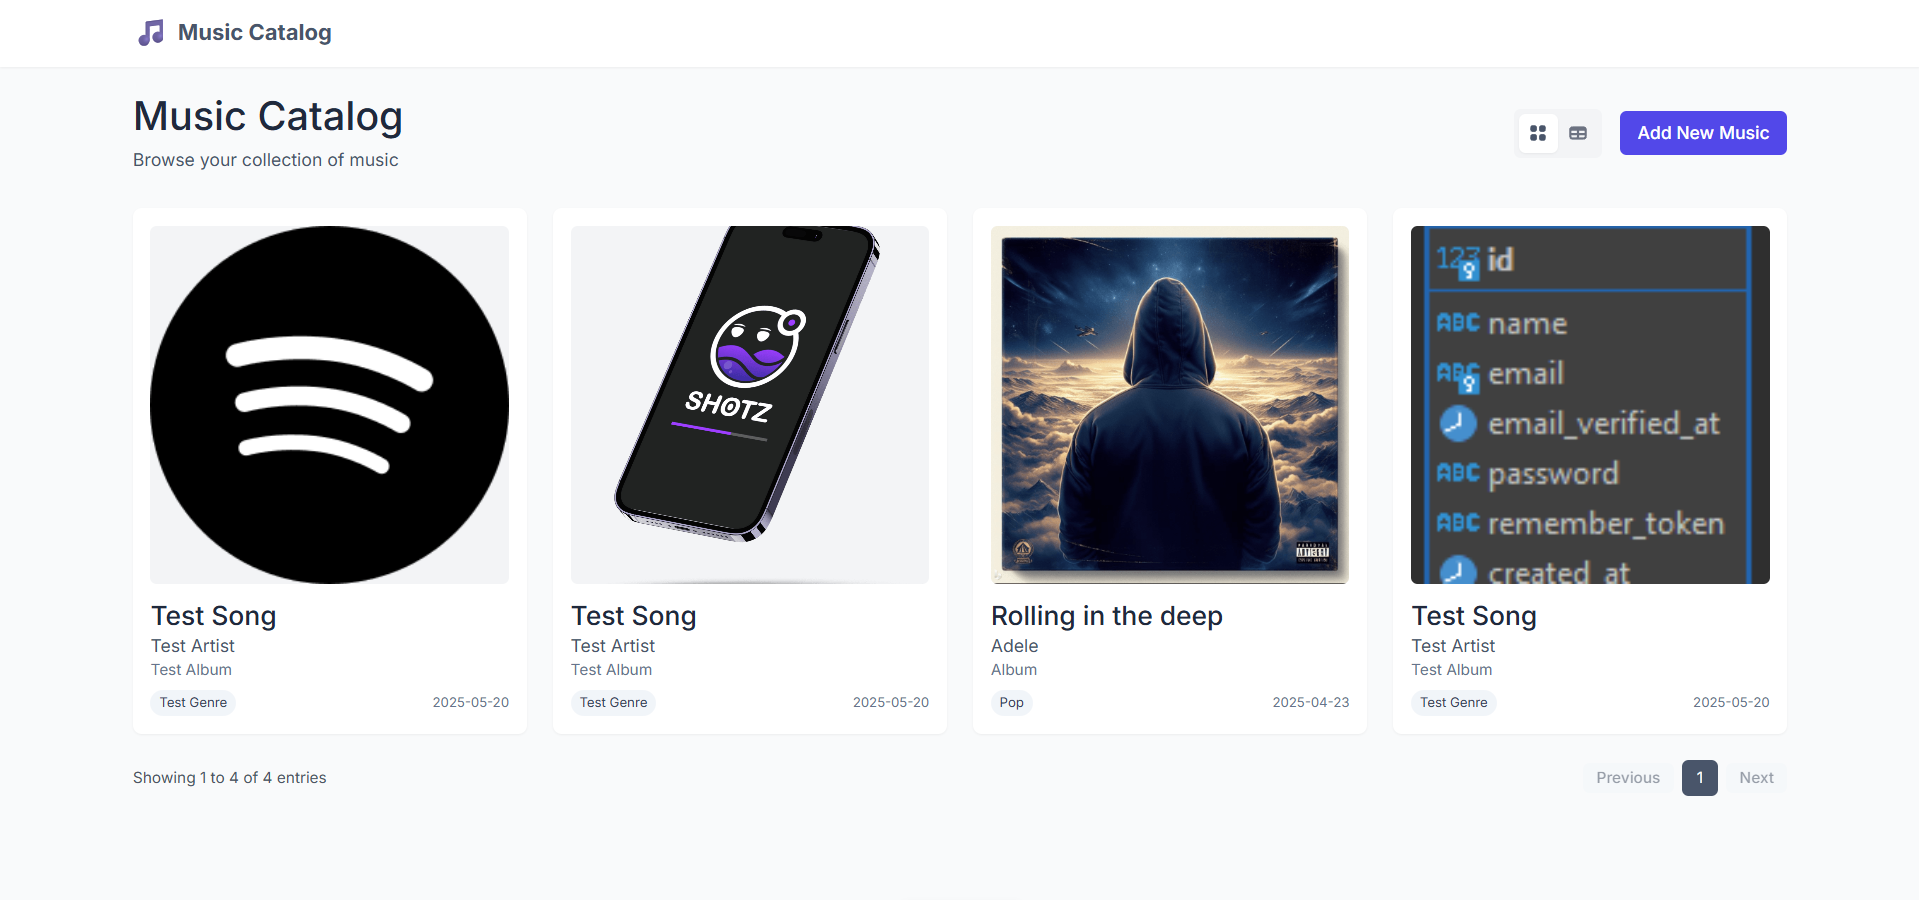 Music Catalog
Music Catalog
Browse your collection of music
Add New Music
SHOTZ
123 id
ABC name
ABC email
email_verified_at
ABC password
ABC remember_token
created_at
Test Song
Test Artist
Test Album
Test Genre
2025-05-20
Test Song
Test Artist
Test Album
Test Genre
2025-05-20
Rolling in the deep
Adele
Album
Pop
2025-04-23
Test Song
Test Artist
Test Album
Test Genre
2025-05-20
Showing 1 to 4 of 4 entries
Previous
1
Next